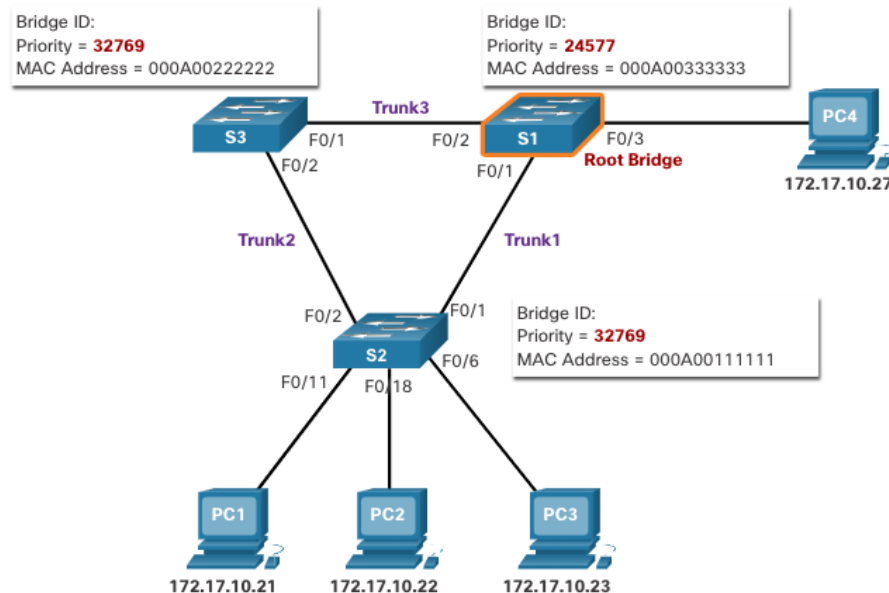 Bridge ID:
Priority = 32769
MAC Address = 000A00222222
Bridge ID:
Priority = 24577
MAC Address = 000A00333333
Trunk3
S3
F0/1
F0/2
S1
F0/3
PC4
F0/2
F0/1
Root Bridge
172.17.10.27
Trunk2
Trunk1
F0/2
F0/1
S2
F0/6
F0/11
F0/18
Bridge ID:
Priority = 32769
MAC Address = 000A00111111
PC1
PC2
PC3
172.17.10.21
172.17.10.22
172.17.10.23